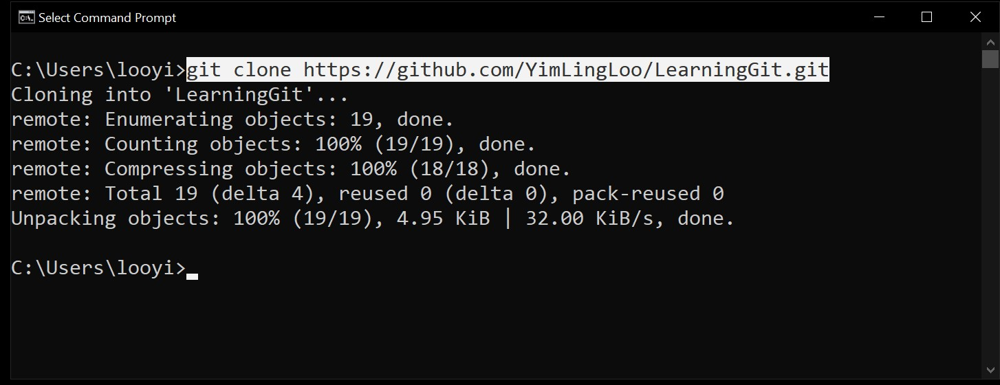 Select Command Prompt
C:\Users\looyi>git clone https://github.com/YimLingLoo/LearningGit.git
Cloning into 'LearningGit'...
remote: Enumerating objects: 19, done.
remote: Counting objects: 100% (19/19), done.
remote: Compressing objects: 100% (18/18), done.
remote: Total 19 (delta 4), reused 0 (delta 0), pack-reused 0
Unpacking objects: 100% (19/19), 4.95 KiB | 32.00 KiB/s, done.
C:\Users\looyi>